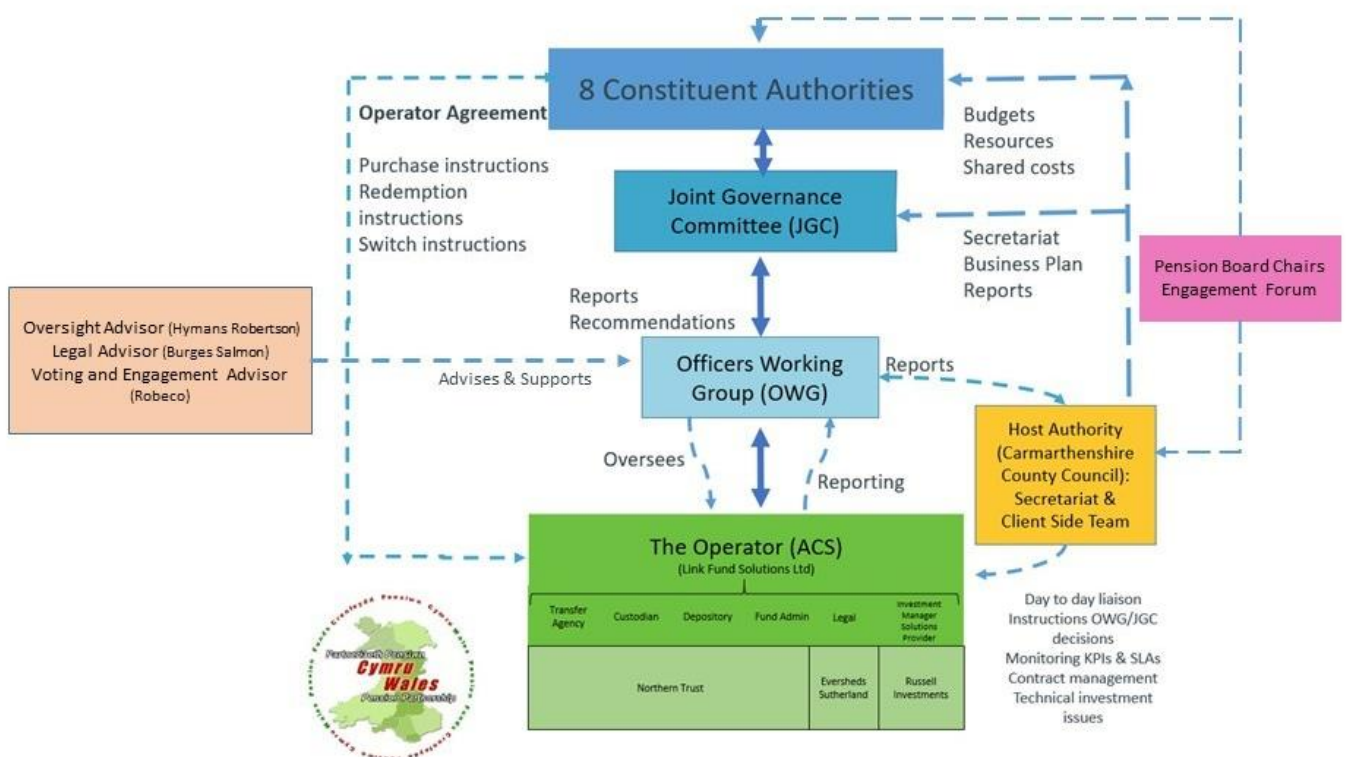 8 Constituent Authorities
Operator Agreement
Purchase instructions
Redemption
instructions
Switch instructions
Budgets
Resources
Shared costs
Joint Governance
Committee (JGC)
Secretariat
Business Plan
Reports
Pension Board Chairs
Engagement Forum
Reports
Recommendations
Oversight Advisor (Hymans Robertson)
Legal Advisor (Burges Salmon)
Voting and Engagement Advisor
(Robeco)
Advises & Supports
Officers Working
Group (OWG)
Reports
Host Authority
(Carmarthenshire
County Council):
Secretariat &
Client Side Team
Oversees
Reporting
The Operator (ACS)
(Link Fund Solutions Ltd)
Transfer
Agency
Custodian
Depository
Fund Admin
Legal
Investment
Manager
Solutions
Provider
Northern Trust
Eversheds
Sutherland
Russell
Investments
Day to day liaison
Instructions OWG/JGC
decisions
Monitoring KPIs & SLAs
Contract management
Technical investment
issues
Partneriaeth Pensiwn
Cymru
Wales
Pension Partnership